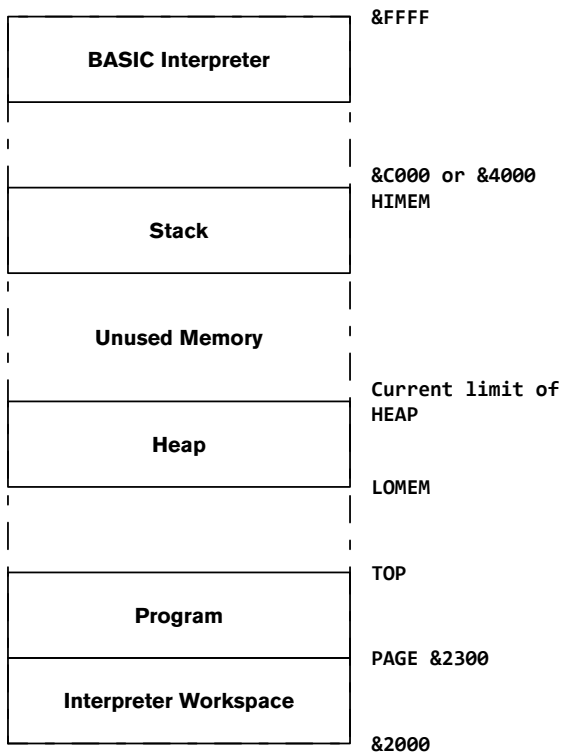 &FFFF
BASIC Interpreter
&C000 or &4000
HIMEM
Stack
Unused Memory
Current limit of
HEAP
Heap
LOMEM
TOP
Program
PAGE &2300
Interpreter Workspace
&2000